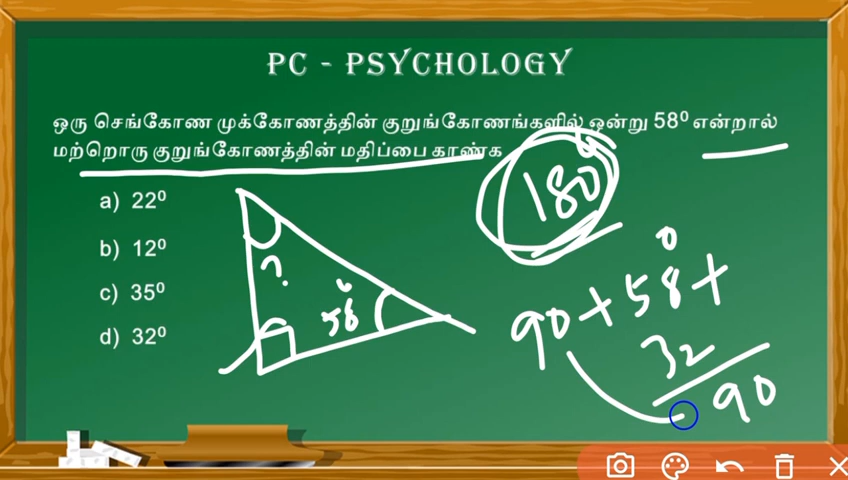 PC - PSYCHOLOGY
ஒரு செங்கோண முக்கோணத்தின் குறுங்கோணங்களில் ஒன்று 58⁰ என்றால்
மற்றொரு குறுங்கோணத்தின் மதிப்பை காண்க
180°
a) 22⁰
b) 12⁰
c) 35⁰
d) 32⁰
?
58°
90 + 58° +
32
90